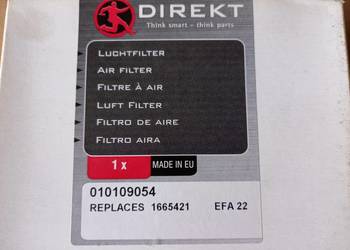 DIREKT
Think smart – think parts
LUCHTFILTER
AIR FILTER
FILTRE À AIR
LUFT FILTER
FILTRO DE AIRE
FILTRO AIRA
1 x MADE IN EU
010109054
REPLACES 1665421 EFA 22